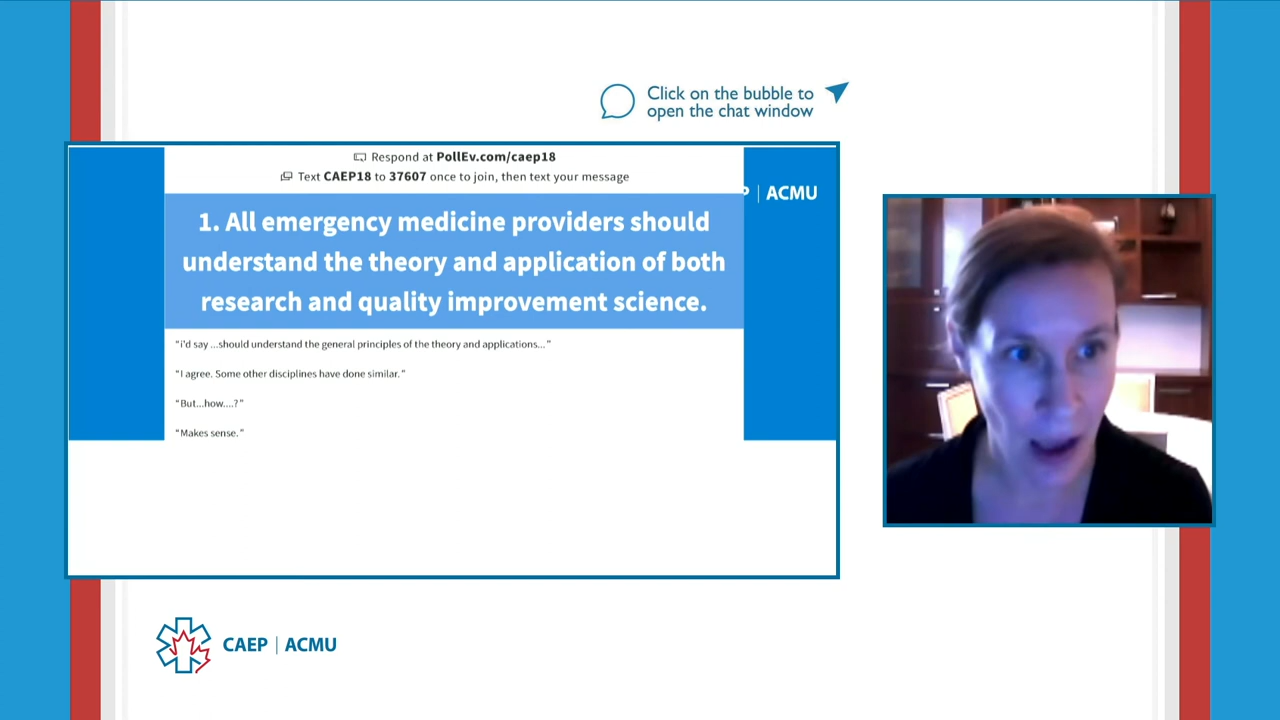 Click on the bubble to
open the chat window
Respond at PollEv.com/caep18
Text CAEP18 to 37607 once to join, then text your message
P | ACMU
1. All emergency medicine providers should
understand the theory and application of both
research and quality improvement science.
"i'd say ...should understand the general principles of the theory and applications..."
"I agree. Some other disciplines have done similar."
"But...how....?"
"Makes sense."
CAEP | ACMU